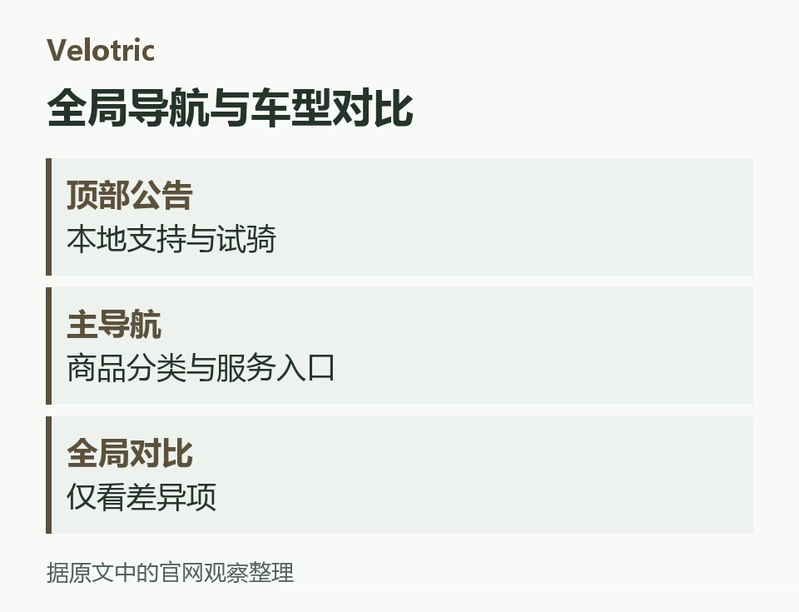 Velotric
全局导航与车型对比
顶部公告
本地支持与试骑
主导航
商品分类与服务入口
全局对比
仅看差异项
据原文中的官网观察整理